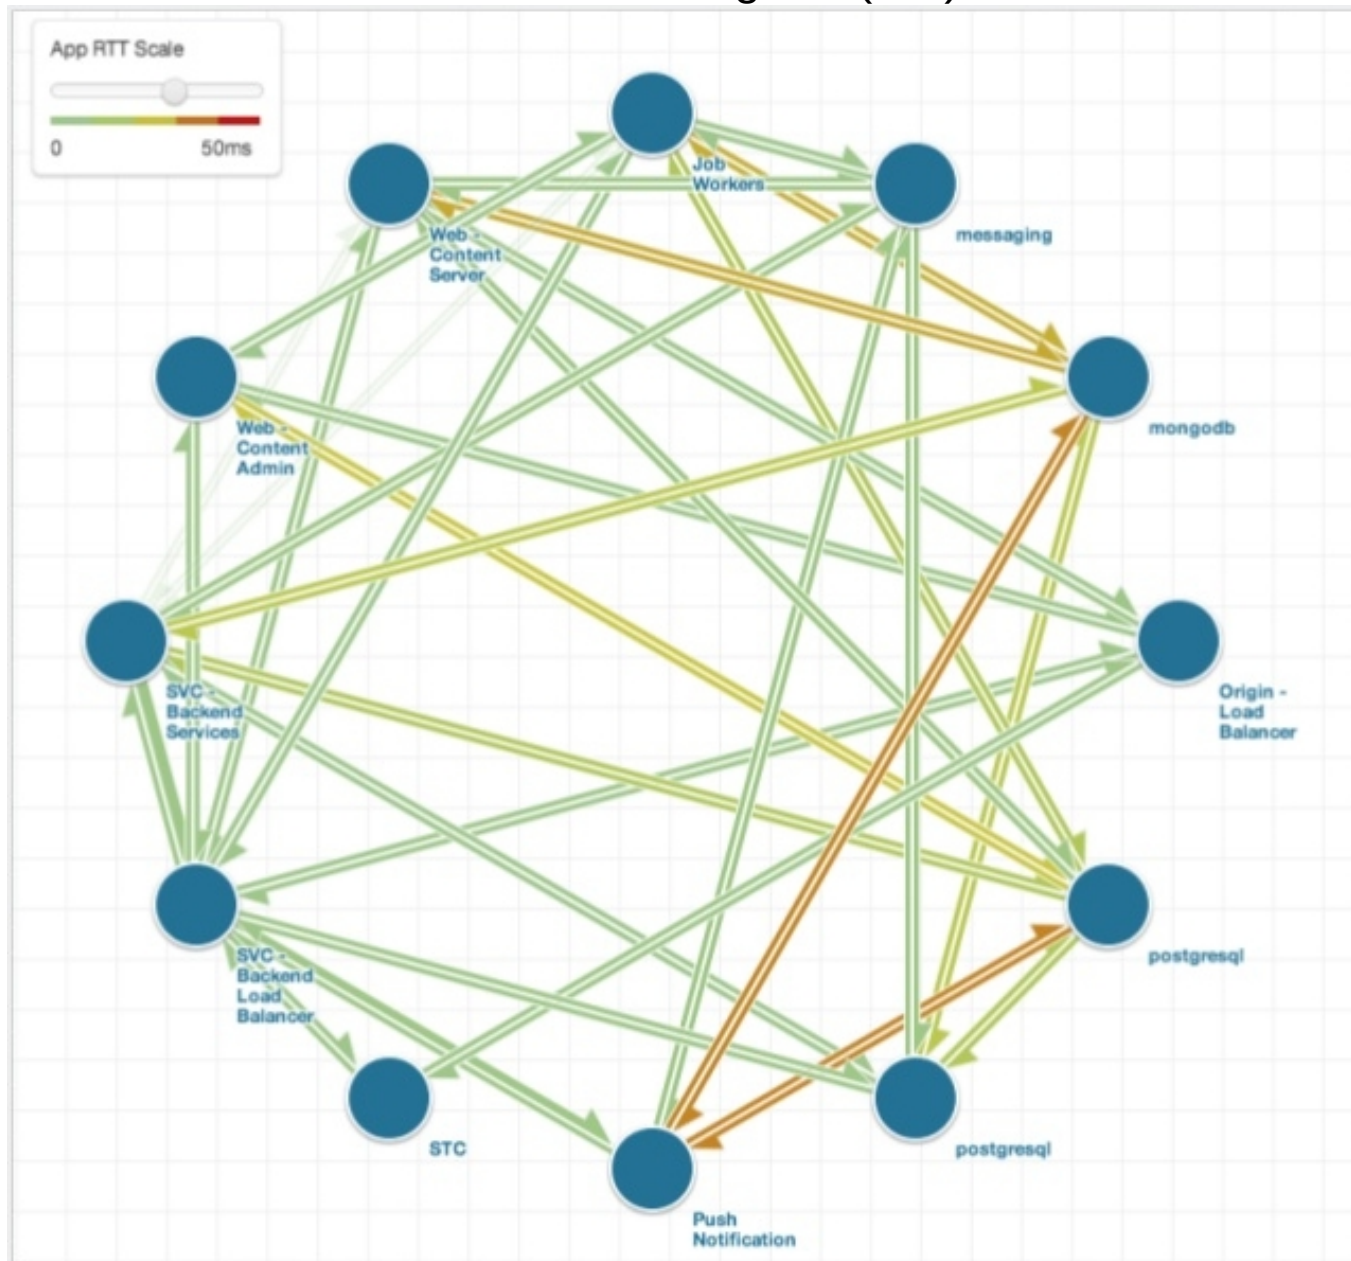 App RTT Scale
0 50ms
Job
Workers
Web -
Content
Server
messaging
Web -
Content
Admin
mongodb
SVC -
Backend
Services
Origin -
Load
Balancer
SVC -
Backend
Load
Balancer
postgresql
STC
postgresql
Push
Notification